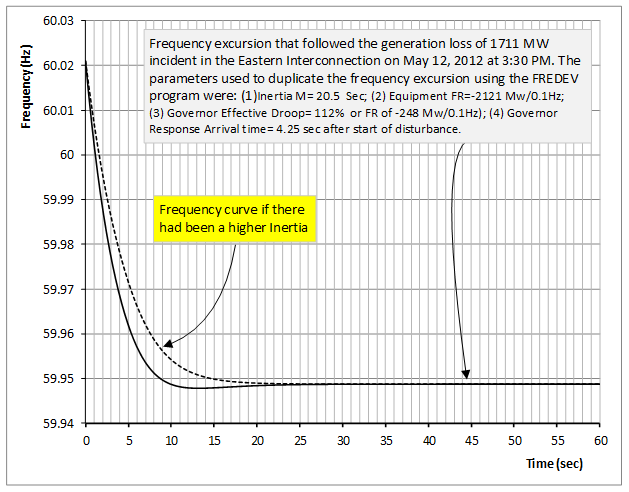 60.03
60.02
60.01
60
59.99
59.98
59.97
59.96
59.95
59.94
Frequency (Hz)
Frequency excursion that followed the generation loss of 1711 MW
incident in the Eastern Interconnection on May 12, 2012 at 3:30 PM. The
parameters used to duplicate the frequency excursion using the FREDEV
program were: (1)Inertia M= 20.5 Sec; (2) Equipment FR=-2121 Mw/0.1Hz;
(3) Governor Effective Droop= 112% or FR of -248 Mw/0.1Hz); (4) Governor
Response Arrival time= 4.25 sec after start of disturbance.
Frequency curve if there
had been a higher Inertia
0 5 10 15 20 25 30 35 40 45 50 55 60
Time (sec)